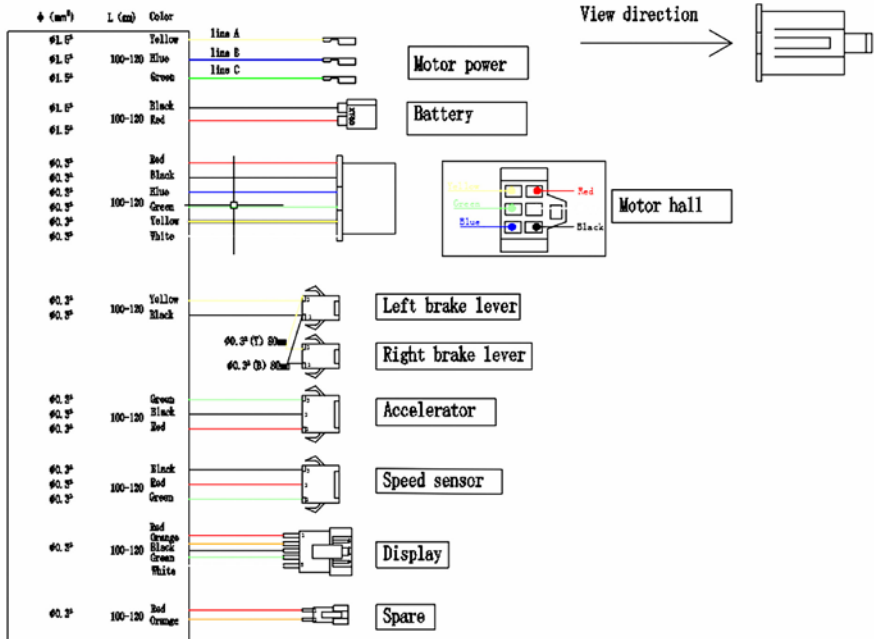 ϕ (mm²) L (mm) Color
View direction
Φ1.5² Yellow line A
Φ1.5² 100-120 Blue line B
Φ1.5² Green line C
Motor power
Φ1.5² Black
100-120 Red
Φ1.5²
XT60
Battery
Φ0.3² Red
Φ0.3² Black
Φ0.3² Blue
Φ0.3² 100-120 Green
Φ0.3² Yellow
Φ0.3² White
Yellow Red
Green
Blue Black
Motor hall
Φ0.3² Yellow
Φ0.3² 100-120 Black
Left brake lever
Φ0.3²(Y) 80mm
Φ0.3²(B) 80mm
Right brake lever
Φ0.3² Green
Φ0.3² 100-120 Black
Φ0.3² Red
Accelerator
Φ0.3² Black
Φ0.3² Red
Φ0.3² 100-120 Green
Speed sensor
Red
Orange
Φ0.3² 100-120 Black
Green
White
Display
Φ0.3² 100-120 Red
Orange
Spare